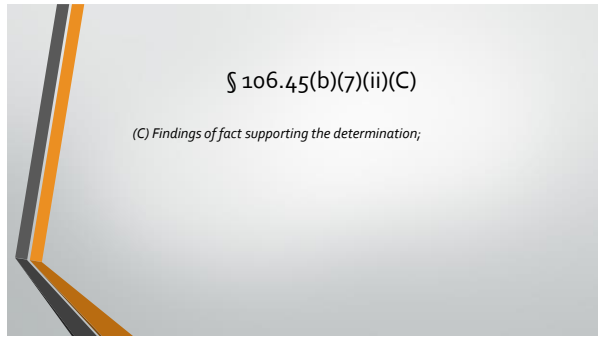 § 106.45(b)(7)(ii)(C)
(C) Findings of fact supporting the determination;